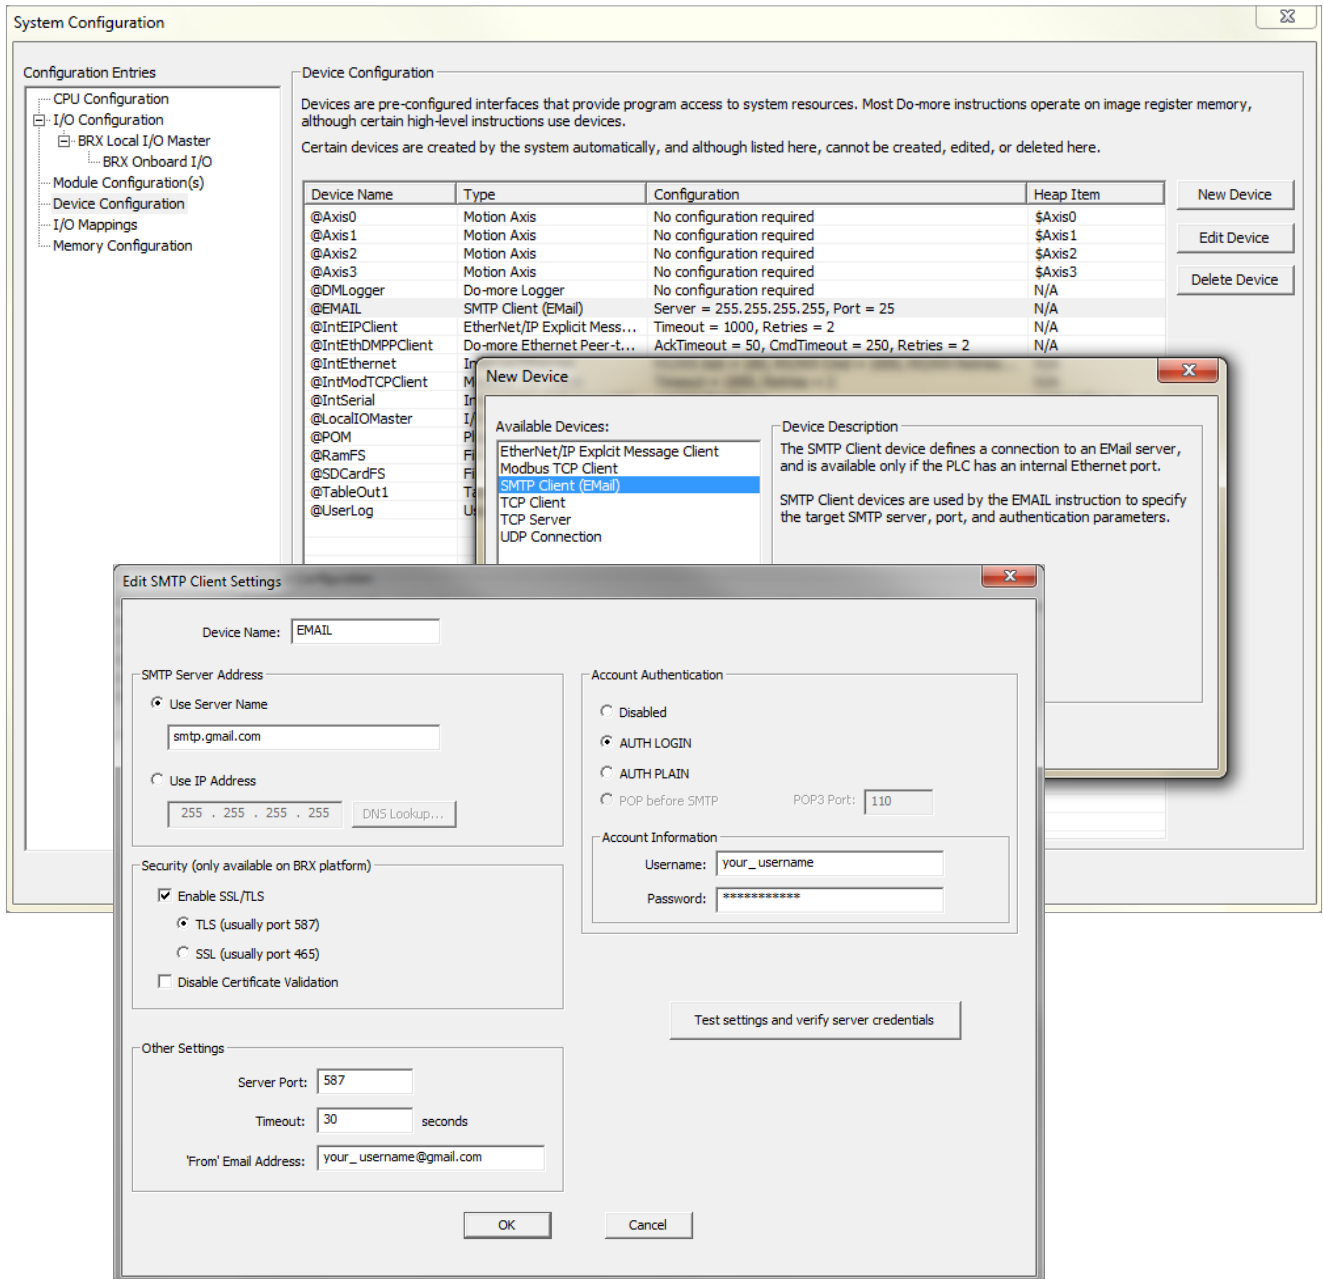 System Configuration
Configuration Entries
CPU Configuration
I/O Configuration
BRX Local I/O Master
BRX Onboard I/O
Module Configuration(s)
Device Configuration
I/O Mappings
Memory Configuration
Device Configuration
Devices are pre-configured interfaces that provide program access to system resources. Most Do-more instructions operate on image register memory,
although certain high-level instructions use devices.
Certain devices are created by the system automatically, and although listed here, cannot be created, edited, or deleted here.
Device Name Type Configuration Heap Item
@Axis0 Motion Axis No configuration required $Axis0
@Axis1 Motion Axis No configuration required $Axis1
@Axis2 Motion Axis No configuration required $Axis2
@Axis3 Motion Axis No configuration required $Axis3
@DMLogger Do-more Logger No configuration required N/A
@EMAIL SMTP Client (EMail) Server = 255.255.255.255, Port = 25 N/A
@IntEIPClient EtherNet/IP Explicit Mess... Timeout = 1000, Retries = 2 N/A
@IntEthDMPPClient Do-more Ethernet Peer-t... AckTimeout = 50, CmdTimeout = 250, Retries = 2 N/A
@IntEthernet
@IntModTCPClient
@IntSerial
@LocalIOMaster
@POM
@RamFS
@SDCardFS
@TableOut1
@UserLog
New Device
Edit Device
Delete Device
New Device
Available Devices:
EtherNet/IP Explcit Message Client
Modbus TCP Client
SMTP Client (EMail)
TCP Client
TCP Server
UDP Connection
Device Description
The SMTP Client device defines a connection to an EMail server,
and is available only if the PLC has an internal Ethernet port.
SMTP Client devices are used by the EMAIL instruction to specify
the target SMTP server, port, and authentication parameters.
Edit SMTP Client Settings
Device Name: EMAIL
SMTP Server Address
Use Server Name
smtp.gmail.com
Use IP Address
255 . 255 . 255 . 255 DNS Lookup...
Security (only available on BRX platform)
Enable SSL/TLS
TLS (usually port 587)
SSL (usually port 465)
Disable Certificate Validation
Other Settings
Server Port: 587
Timeout: 30 seconds
'From' Email Address: your_username@gmail.com
Account Authentication
Disabled
AUTH LOGIN
AUTH PLAIN
POP before SMTP POP3 Port: 110
Account Information
Username: your_username
Password: ***********
Test settings and verify server credentials
OK Cancel